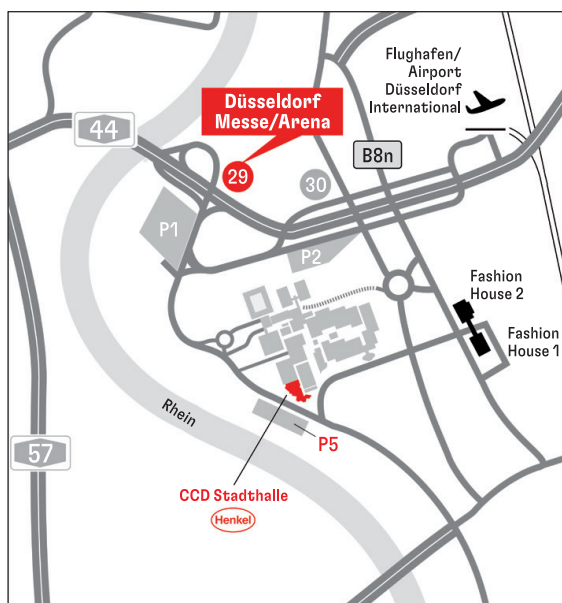 Flughafen/
Airport
Düsseldorf
International
Düsseldorf
Messe/Arena
44
B8n
29
30
P1
P2
Fashion
House 2
Fashion
House 1
Rhein
P5
57
CCD Stadthalle
Henkel